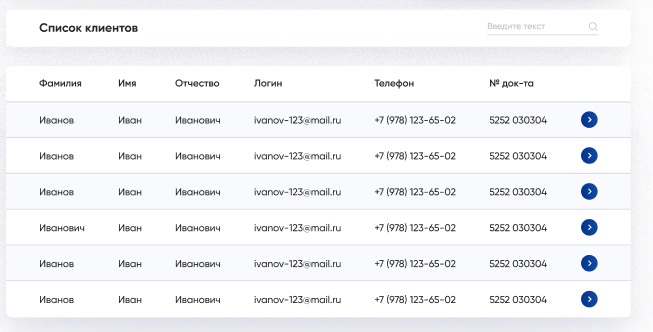 Список клиентов Введите текст
Фамилия Имя Отчество Логин Телефон № док-та
Иванов Иван Иванович ivanov-123@mail.ru +7 (978) 123-65-02 5252 030304
Иванов Иван Иванович ivanov-123@mail.ru +7 (978) 123-65-02 5252 030304
Иванов Иван Иванович ivanov-123@mail.ru +7 (978) 123-65-02 5252 030304
Иванович Иван Иванович ivanov-123@mail.ru +7 (978) 123-65-02 5252 030304
Иванов Иван Иванович ivanov-123@mail.ru +7 (978) 123-65-02 5252 030304
Иванов Иван Иванович ivanov-123@mail.ru +7 (978) 123-65-02 5252 030304